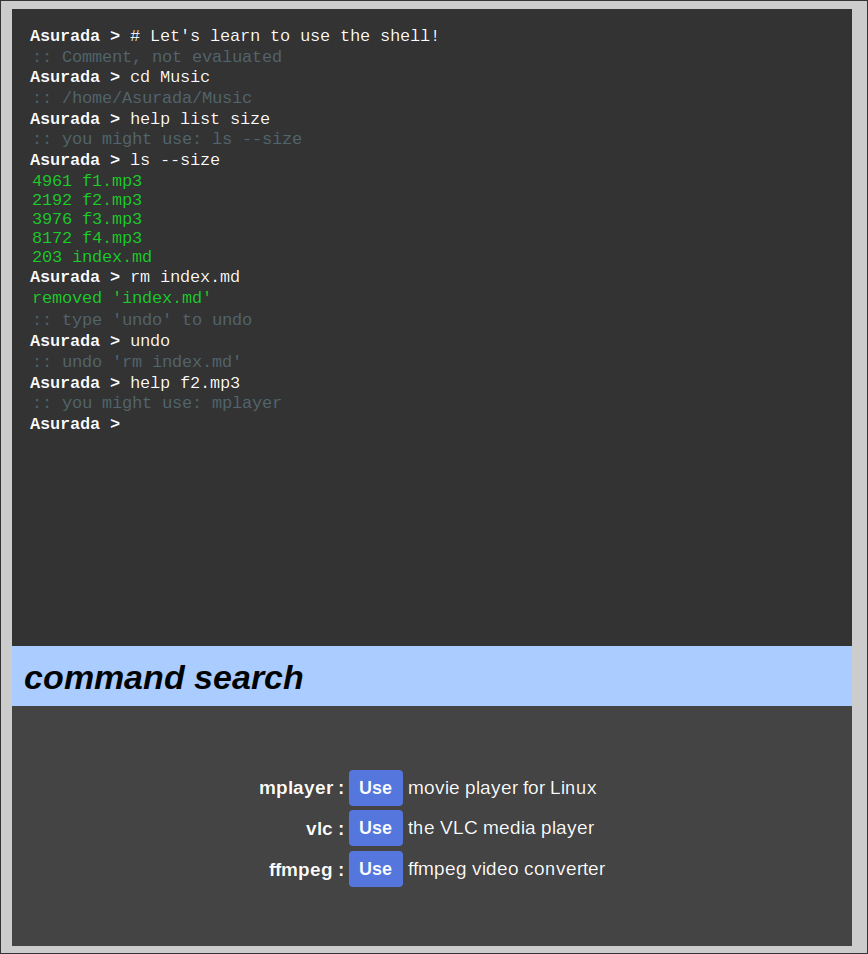 Asurada > # Let's learn to use the shell!
:: Comment, not evaluated
Asurada > cd Music
:: /home/Asurada/Music
Asurada > help list size
:: you might use: ls --size
Asurada > ls --size
4961 f1.mp3
2192 f2.mp3
3976 f3.mp3
8172 f4.mp3
203 index.md
Asurada > rm index.md
removed 'index.md'
:: type 'undo' to undo
Asurada > undo
:: undo 'rm index.md'
Asurada > help f2.mp3
:: you might use: mplayer
Asurada >
command search
mplayer : Use movie player for Linux
vlc : Use the VLC media player
ffmpeg : Use ffmpeg video converter